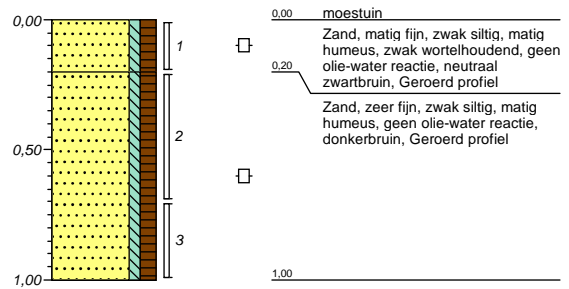 0,00
0,50
1,00
1
2
3
0,00 moestuin
Zand, matig fijn, zwak siltig, matig
humeus, zwak wortelhoudend, geen
olie-water reactie, neutraal
zwartbruin, Geroerd profiel
0,20
Zand, zeer fijn, zwak siltig, matig
humeus, geen olie-water reactie,
donkerbruin, Geroerd profiel
1,00